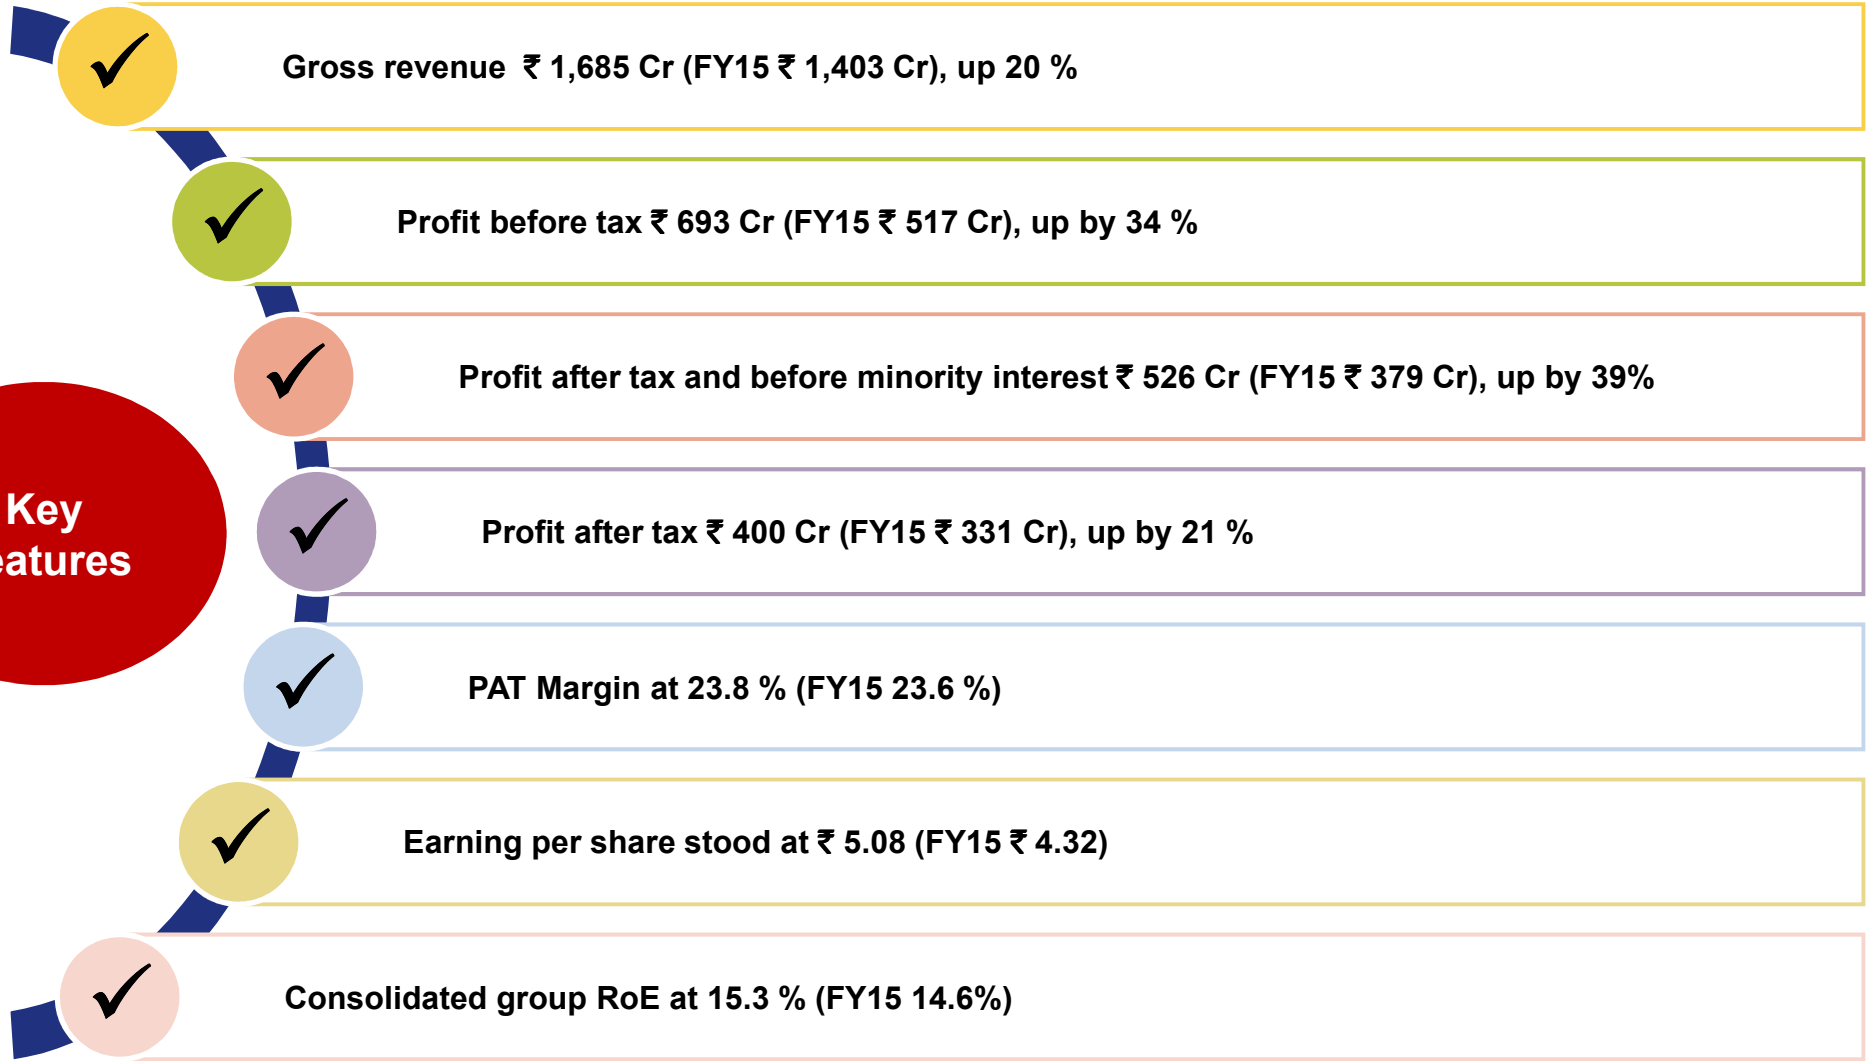 Gross revenue ₹ 1,685 Cr (FY15 ₹ 1,403 Cr), up 20 %
Profit before tax ₹ 693 Cr (FY15 ₹ 517 Cr), up by 34 %
Profit after tax and before minority interest ₹ 526 Cr (FY15 ₹ 379 Cr), up by 39%
Key
eatures
Profit after tax ₹ 400 Cr (FY15 ₹ 331 Cr), up by 21 %
PAT Margin at 23.8 % (FY15 23.6 %)
Earning per share stood at ₹ 5.08 (FY15 ₹ 4.32)
Consolidated group RoE at 15.3 % (FY15 14.6%)